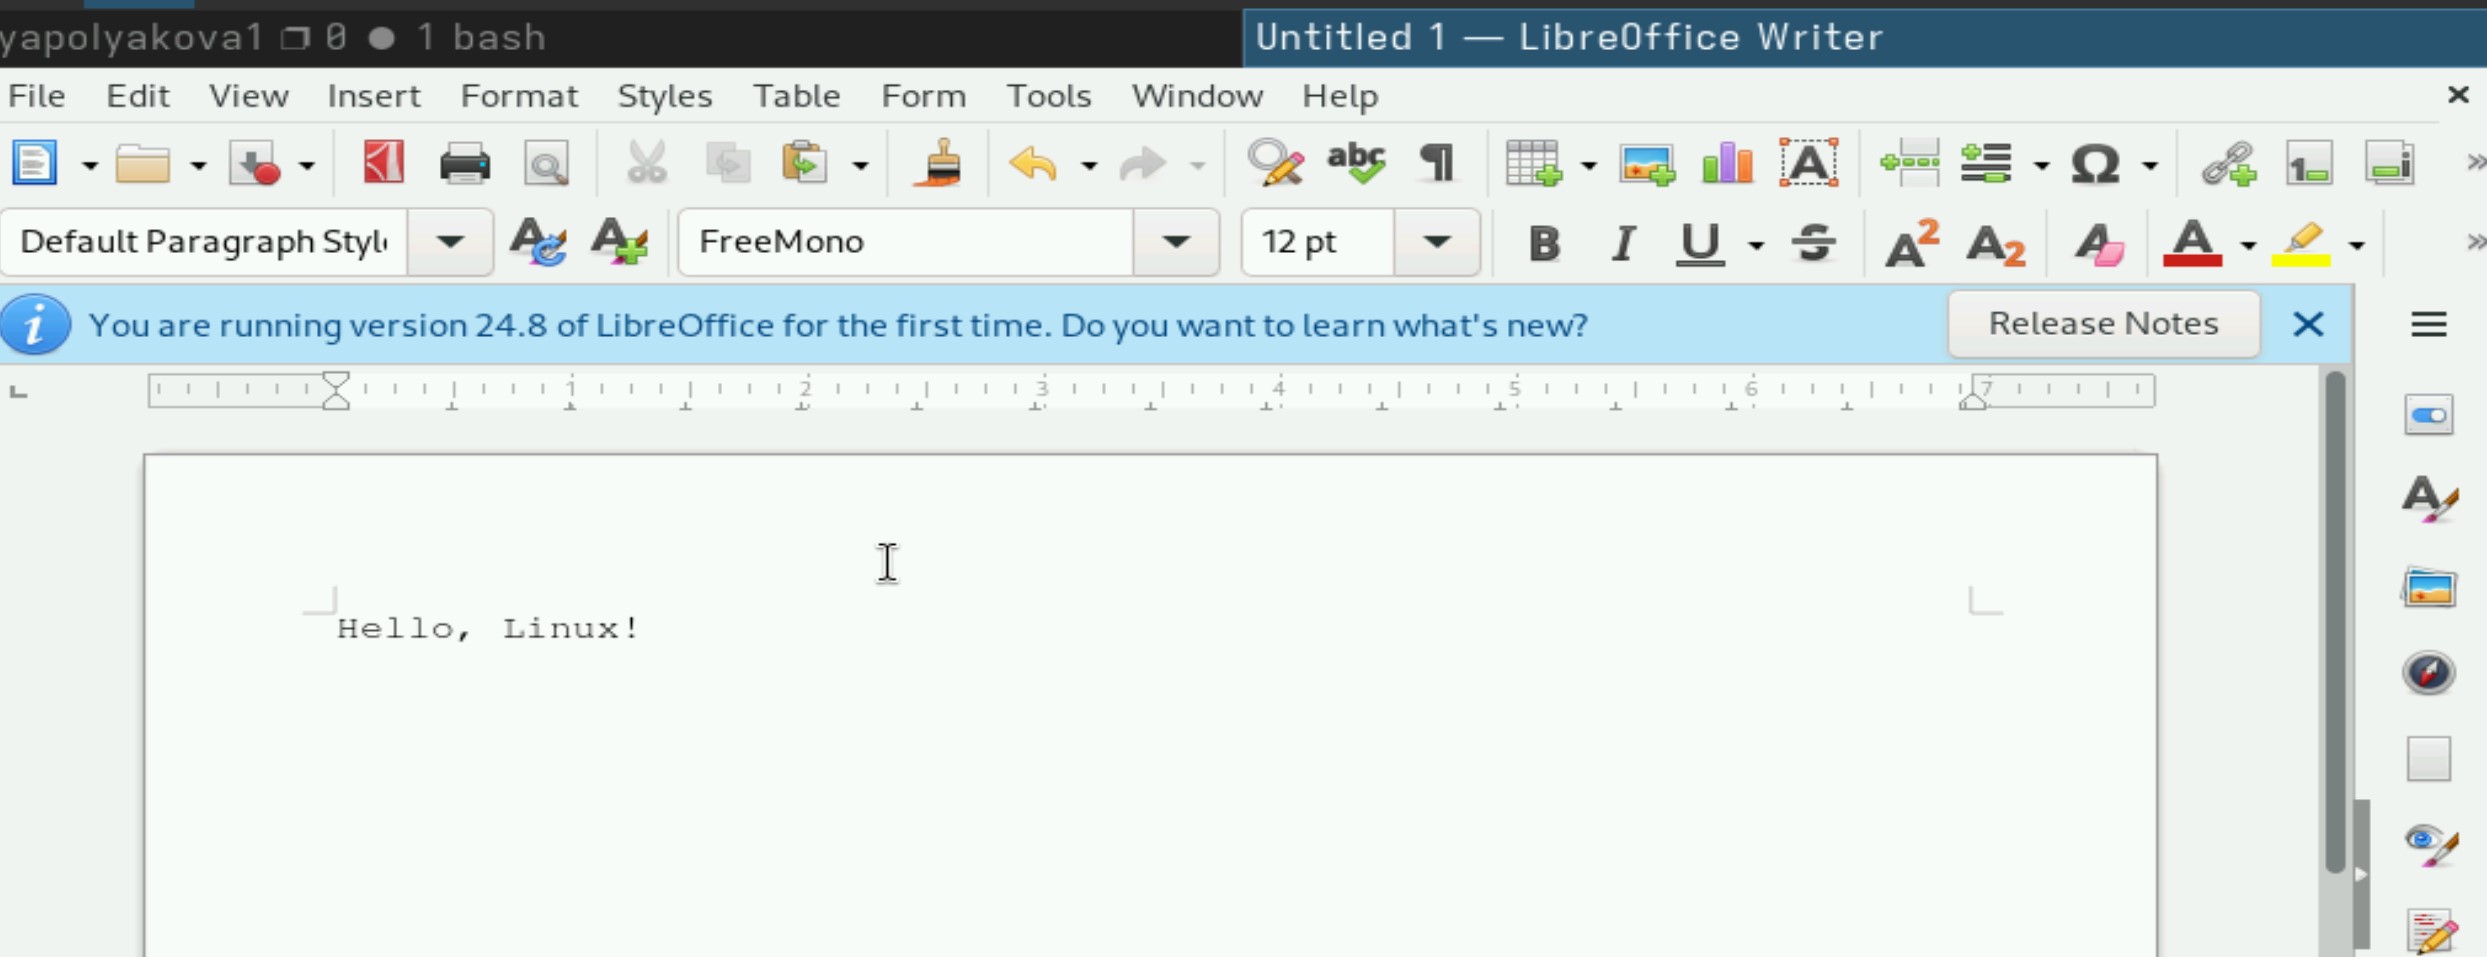 yapolyakova1 ❐ 0 ● 1 bash
Untitled 1 — LibreOffice Writer
File Edit View Insert Format Styles Table Form Tools Window Help
Default Paragraph Styl FreeMono 12 pt
You are running version 24.8 of LibreOffice for the first time. Do you want to learn what's new? Release Notes
1 2 3 4 5 6 7
Hello, Linux!